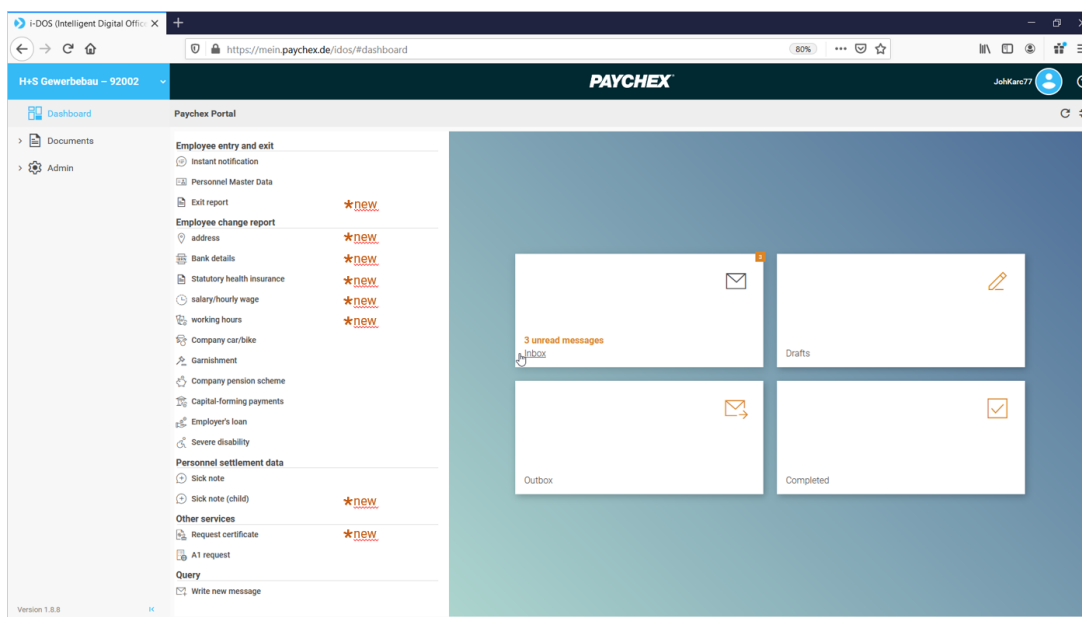 i-DOS (Intelligent Digital Offic
https://mein.paychex.de/idos/#dashboard
80%
H+S Gewerbebau – 92002
PAYCHEX
JohKarc77
Dashboard
Paychex Portal
Documents
Admin
Employee entry and exit
Instant notification
Personnel Master Data
Exit report *new
Employee change report
address *new
Bank details *new
Statutory health insurance *new
salary/hourly wage *new
working hours *new
Company car/bike
Garnishment
Company pension scheme
Capital-forming payments
Employer's loan
Severe disability
Personnel settlement data
Sick note
Sick note (child) *new
Other services
Request certificate *new
A1 request
Query
Write new message
3
3 unread messages
Inbox
Drafts
Outbox
Completed
Version 1.8.8